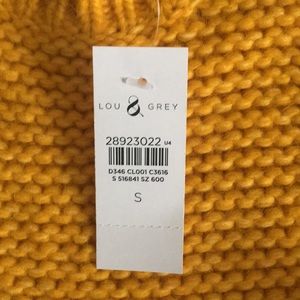 LOU & GREY
28923022 U4
D346 CL001 C3616
S 516841 SZ 600
S